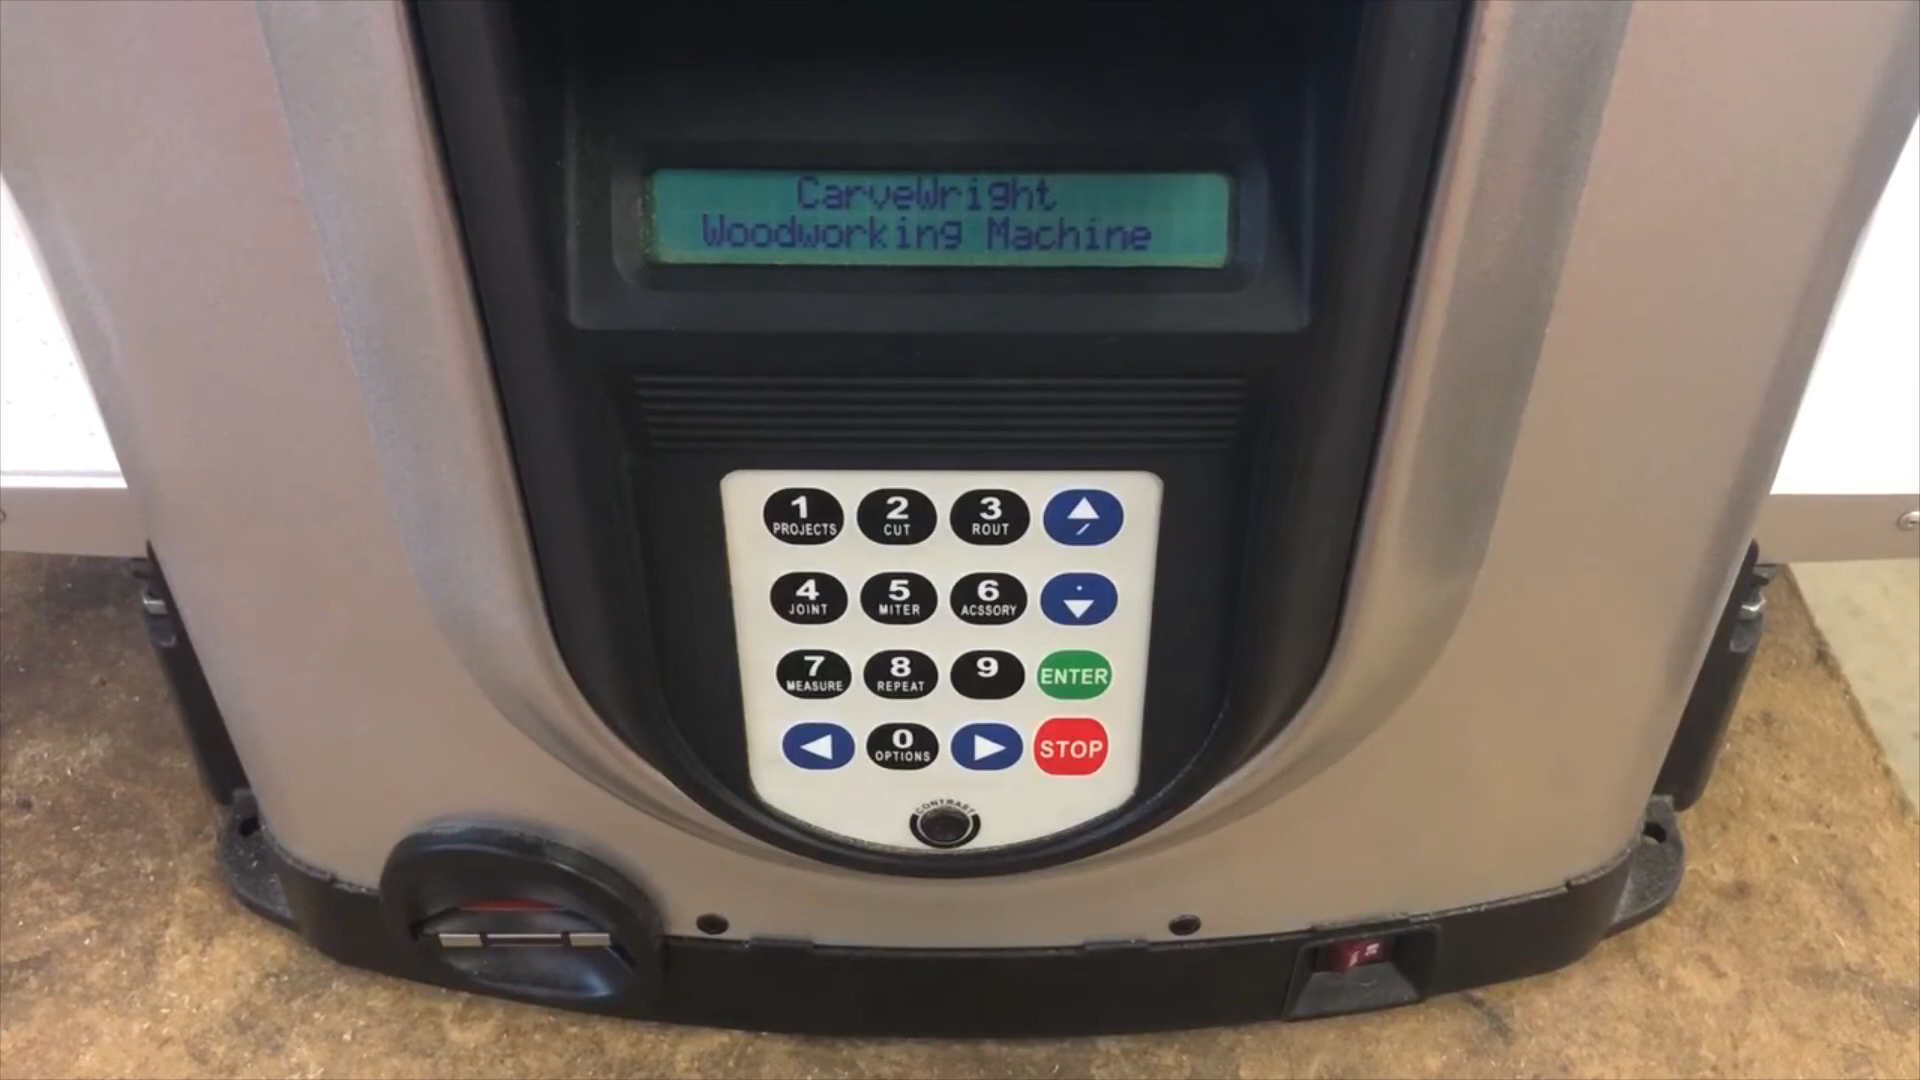 CarveWright
Woodworking Machine
1 2 3
PROJECTS CUT ROUT
4 5 6
JOINT MITER ACSSORY
7 8 9 ENTER
MEASURE REPEAT
0 STOP
OPTIONS
CONTRAST